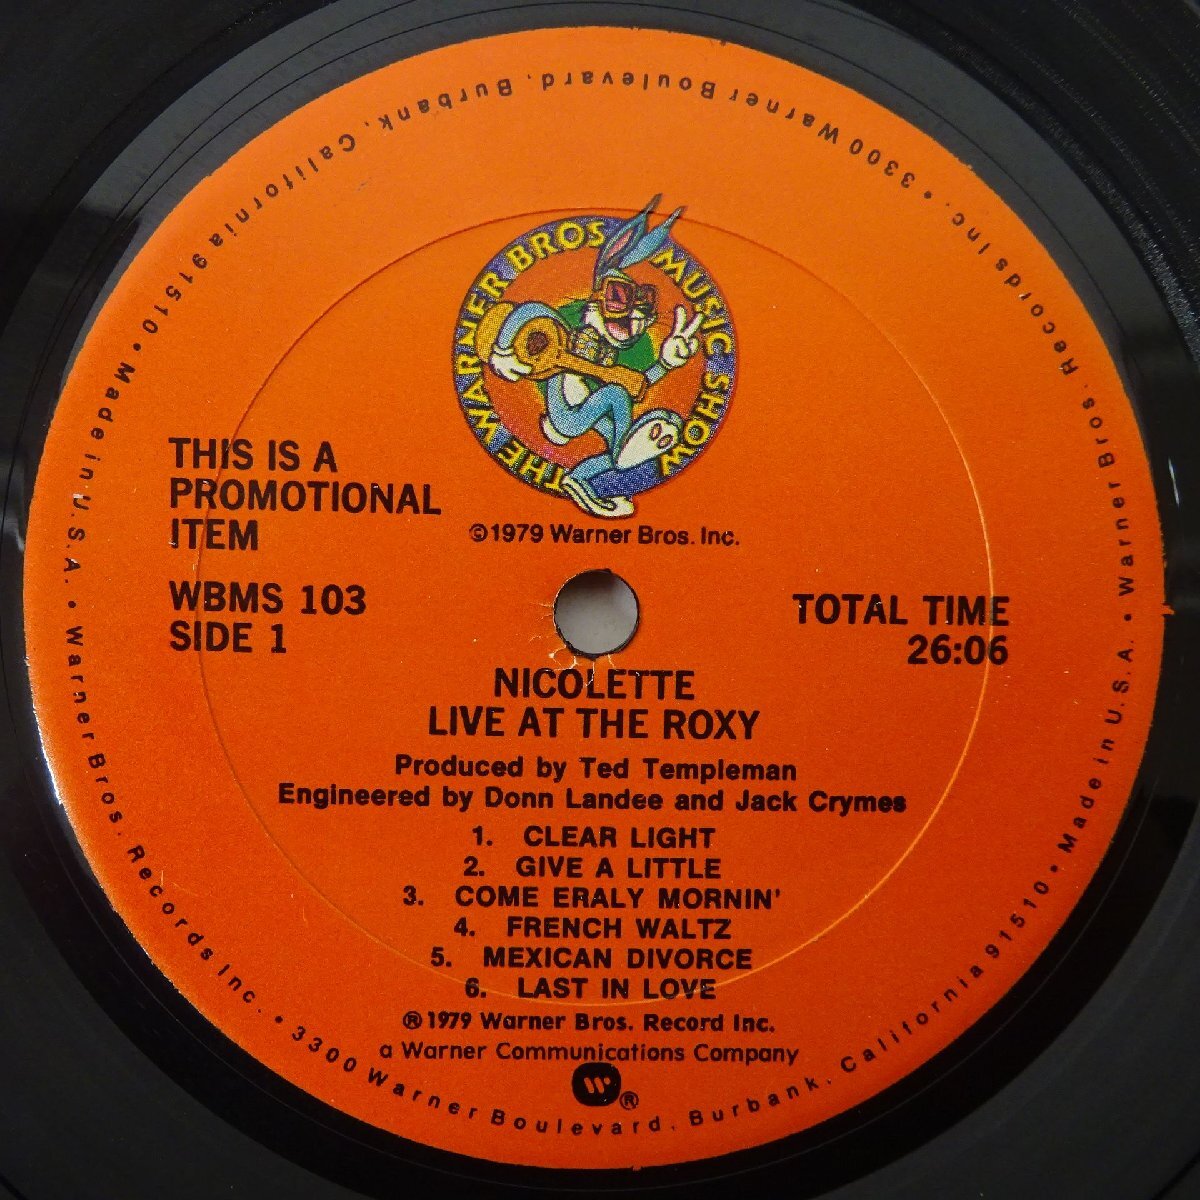 THE WARNER BROS MUSIC SHOW
©1979 Warner Bros. Inc.
THIS IS A
PROMOTIONAL
ITEM
WBMS 103
SIDE 1
TOTAL TIME
26:06
NICOLETTE
LIVE AT THE ROXY
Produced by Ted Templeman
Engineered by Donn Landee and Jack Crymes
1. CLEAR LIGHT
2. GIVE A LITTLE
3. COME ERALY MORNIN'
4. FRENCH WALTZ
5. MEXICAN DIVORCE
6. LAST IN LOVE
℗1979 Warner Bros. Record Inc.
a Warner Communications Company
W®
Warner Bros. Records Inc. • 3300 Warner Boulevard, Burbank, California 91510 • Made in U.S.A. • Warner Bros. Records Inc. • 3300 Warner Boulevard, Burbank, California 91510 • Made in U.S.A. •